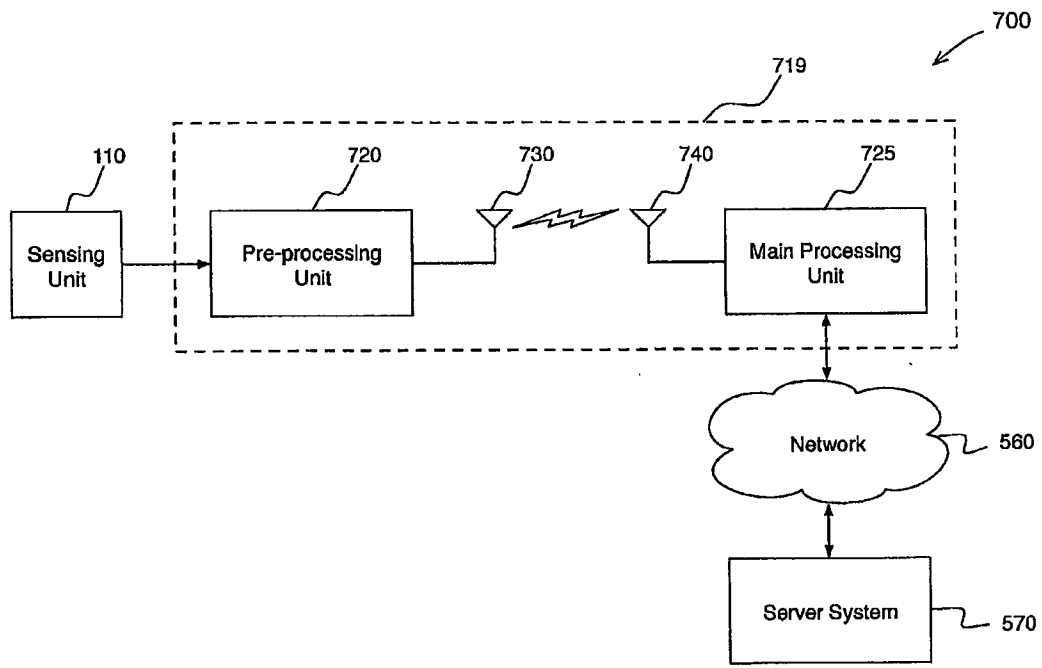 700
719
110
720
730
740
725
Sensing
Unit
Pre-processing
Unit
Main Processing
Unit
Network
560
Server System
570